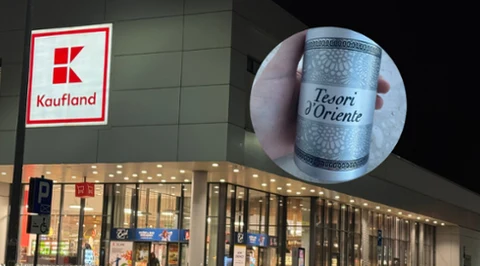 K
Kaufland
Tesori
d'Oriente
P